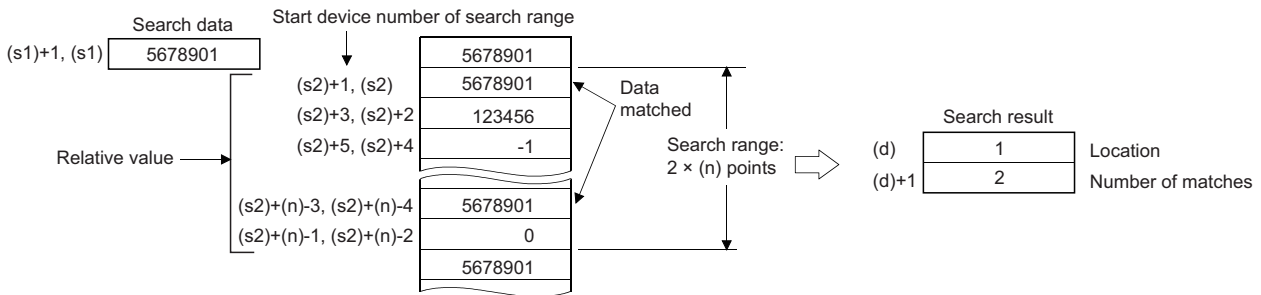 Search data
(s1)+1, (s1)
5678901
Start device number of search range
5678901
(s2)+1, (s2)
5678901
(s2)+3, (s2)+2
123456
(s2)+5, (s2)+4
-1
Relative value
(s2)+(n)-3, (s2)+(n)-4
5678901
(s2)+(n)-1, (s2)+(n)-2
0
5678901
Data
matched
Search range:
2 × (n) points
Search result
(d)
1
Location
(d)+1
2
Number of matches